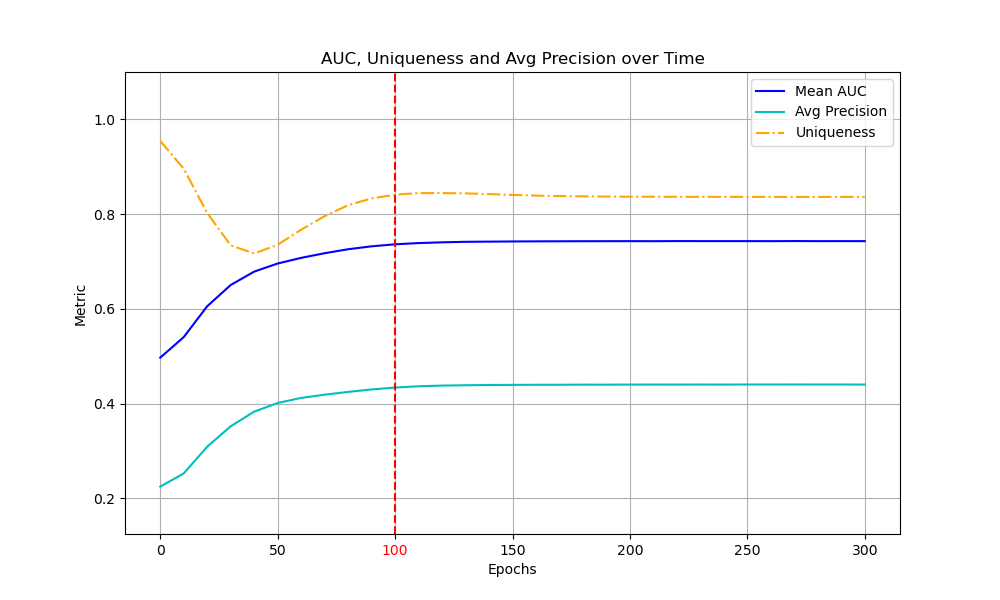 AUC, Uniqueness and Avg Precision over Time
Mean AUC
Avg Precision
Uniqueness
Metric
1.0
0.8
0.6
0.4
0.2
0 50 100 150 200 250 300
Epochs